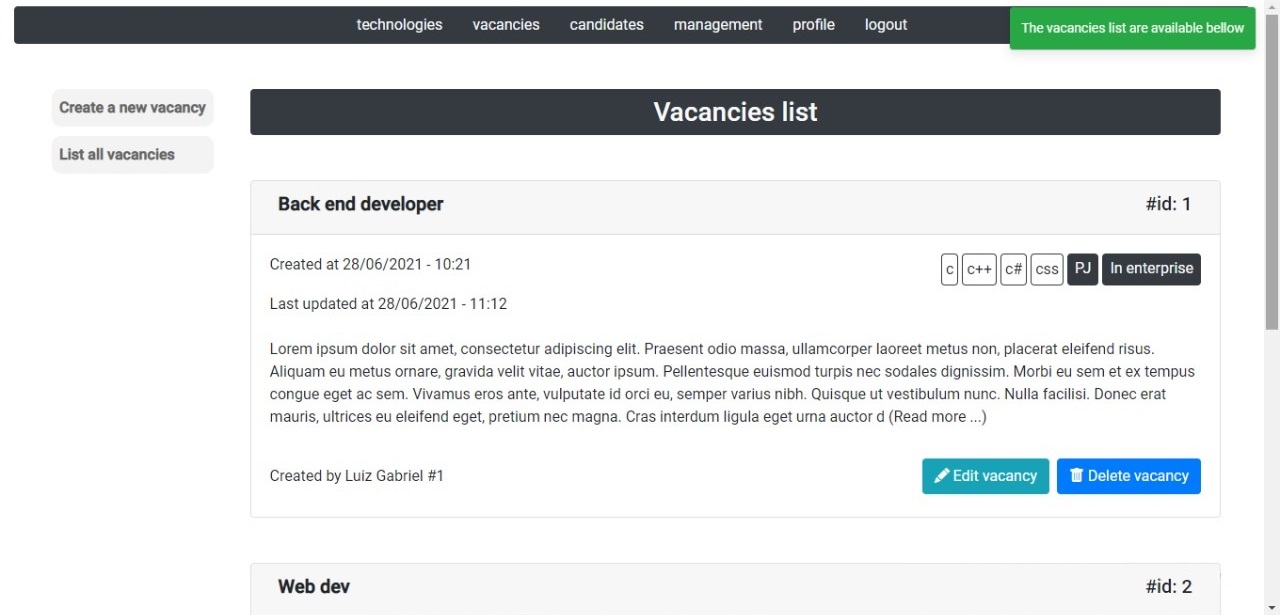 technologies vacancies candidates management profile logout
The vacancies list are available bellow
Create a new vacancy
List all vacancies
Vacancies list
Back end developer #id: 1
Created at 28/06/2021 - 10:21
c c++ c# css PJ In enterprise
Last updated at 28/06/2021 - 11:12
Lorem ipsum dolor sit amet, consectetur adipiscing elit. Praesent odio massa, ullamcorper laoreet metus non, placerat eleifend risus.
Aliquam eu metus ornare, gravida velit vitae, auctor ipsum. Pellentesque euismod turpis nec sodales dignissim. Morbi eu sem et ex tempus
congue eget ac sem. Vivamus eros ante, vulputate id orci eu, semper varius nibh. Quisque ut vestibulum nunc. Nulla facilisi. Donec erat
mauris, ultrices eu eleifend eget, pretium nec magna. Cras interdum ligula eget urna auctor d (Read more ...)
Created by Luiz Gabriel #1
Edit vacancy Delete vacancy
Web dev #id: 2